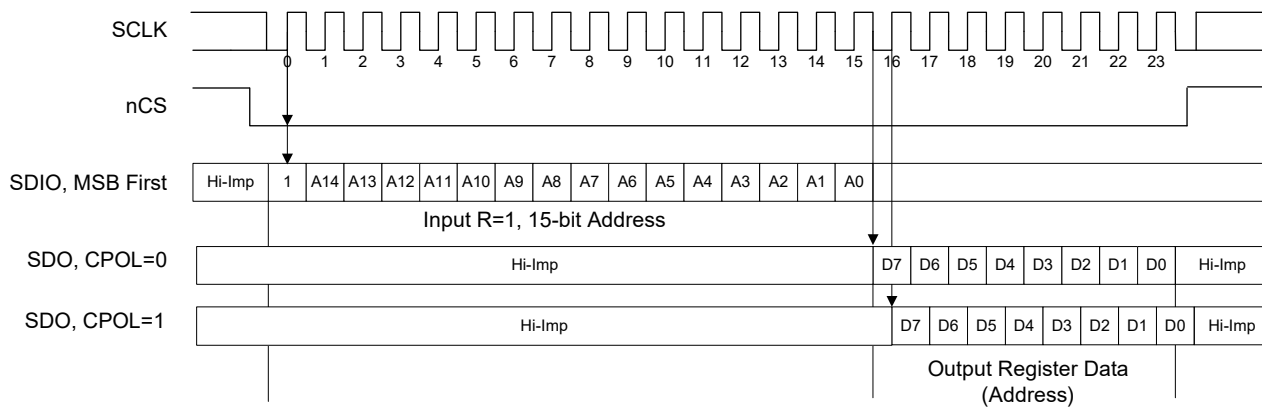 SCLK
0 1 2 3 4 5 6 7 8 9 10 11 12 13 14 15 16 17 18 19 20 21 22 23
nCS
SDIO, MSB First Hi-Imp 1 A14 A13 A12 A11 A10 A9 A8 A7 A6 A5 A4 A3 A2 A1 A0
Input R=1, 15-bit Address
SDO, CPOL=0 Hi-Imp D7 D6 D5 D4 D3 D2 D1 D0 Hi-Imp
SDO, CPOL=1 Hi-Imp D7 D6 D5 D4 D3 D2 D1 D0 Hi-Imp
Output Register Data
(Address)